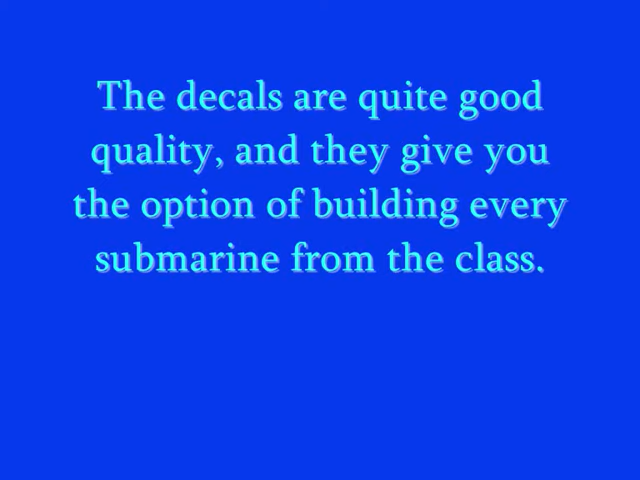 The decals are quite good
quality, and they give you
the option of building every
submarine from the class.